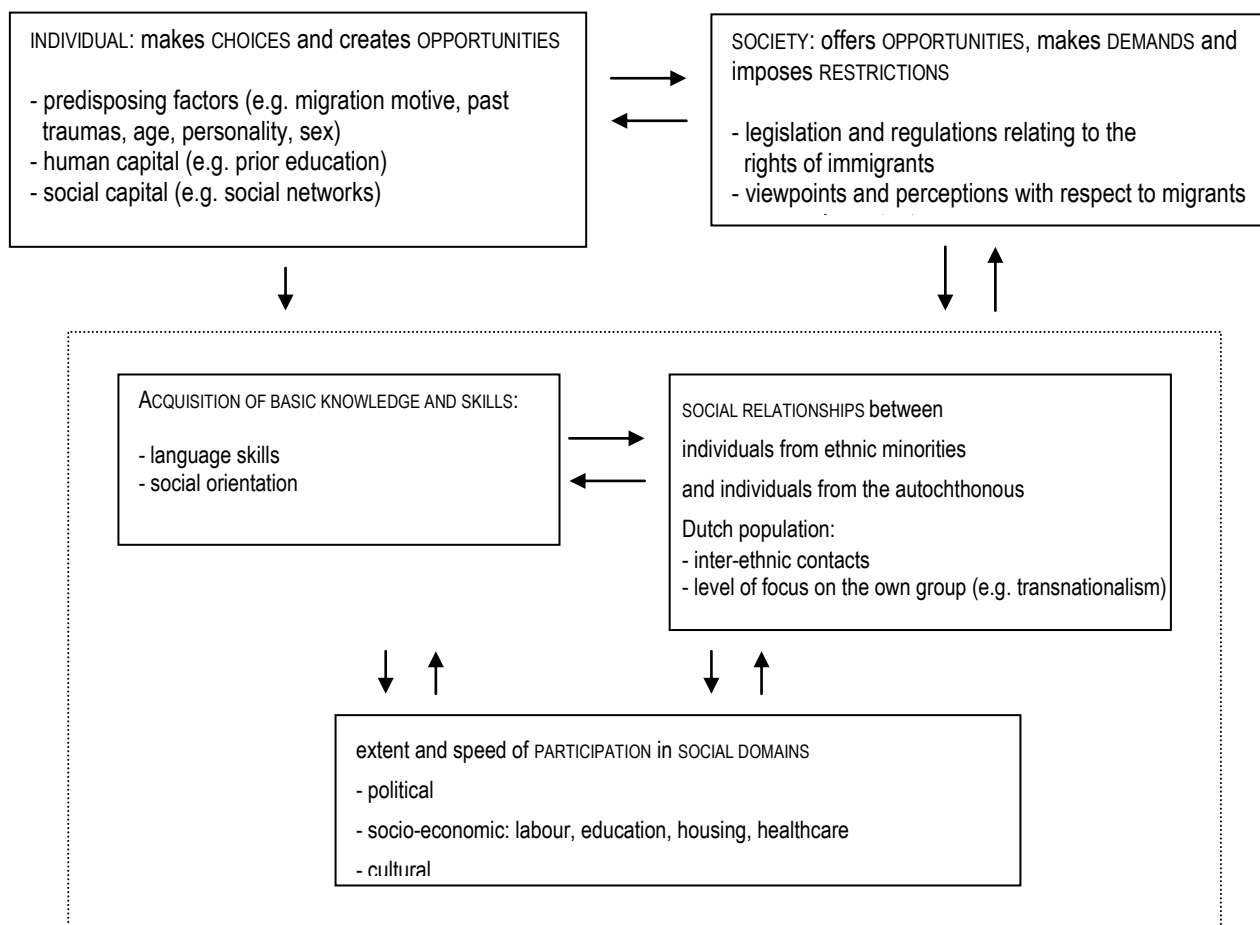 INDIVIDUAL: makes CHOICES and creates OPPORTUNITIES
- predisposing factors (e.g. migration motive, past
traumas, age, personality, sex)
- human capital (e.g. prior education)
- social capital (e.g. social networks)
SOCIETY: offers OPPORTUNITIES, makes DEMANDS and
imposes RESTRICTIONS
- legislation and regulations relating to the
rights of immigrants
- viewpoints and perceptions with respect to migrants
ACQUISITION OF BASIC KNOWLEDGE AND SKILLS:
- language skills
- social orientation
SOCIAL RELATIONSHIPS between
individuals from ethnic minorities
and individuals from the autochthonous
Dutch population:
- inter-ethnic contacts
- level of focus on the own group (e.g. transnationalism)
extent and speed of PARTICIPATION in SOCIAL DOMAINS
- political
- socio-economic: labour, education, housing, healthcare
- cultural